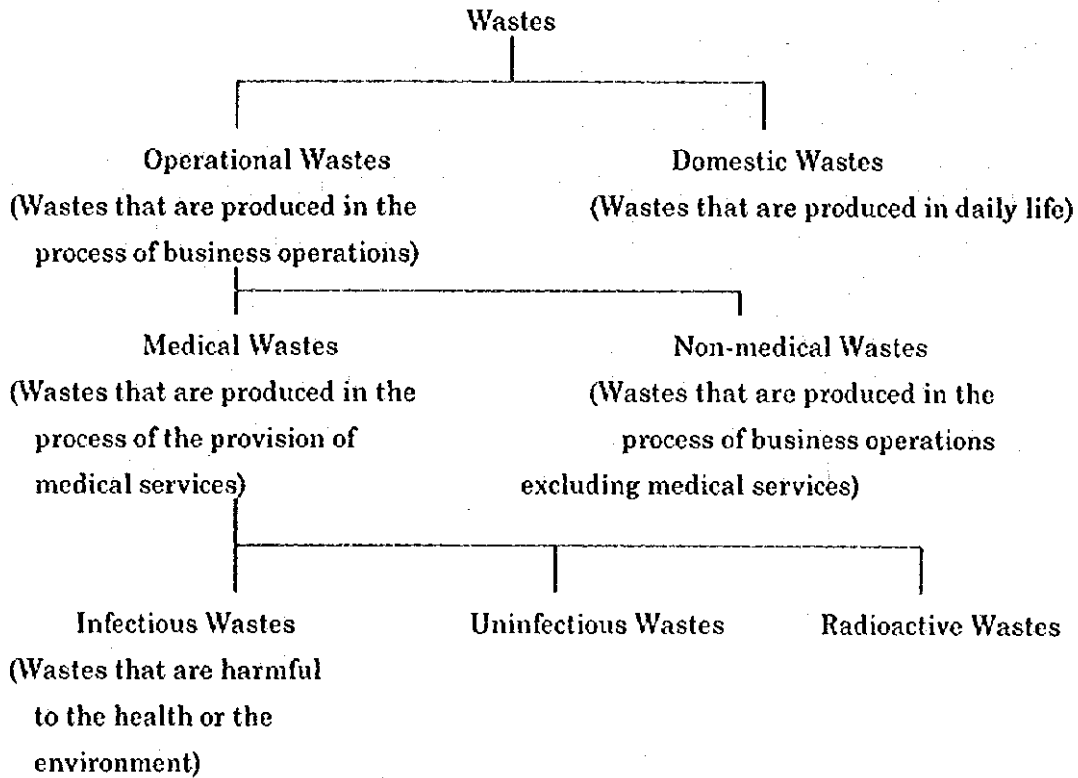 Wastes
Operational Wastes
(Wastes that are produced in the
process of business operations)
Domestic Wastes
(Wastes that are produced in daily life)
Medical Wastes
(Wastes that are produced in the
process of the provision of
medical services)
Non-medical Wastes
(Wastes that are produced in the
process of business operations
excluding medical services)
Infectious Wastes
(Wastes that are harmful
to the health or the
environment)
Uninfectious Wastes
Radioactive Wastes